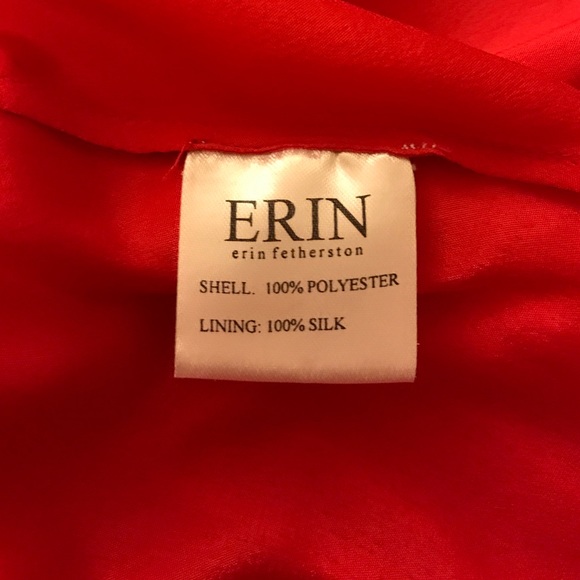 ERIN
erin fetherston
SHELL. 100% POLYESTER
LINING: 100% SILK